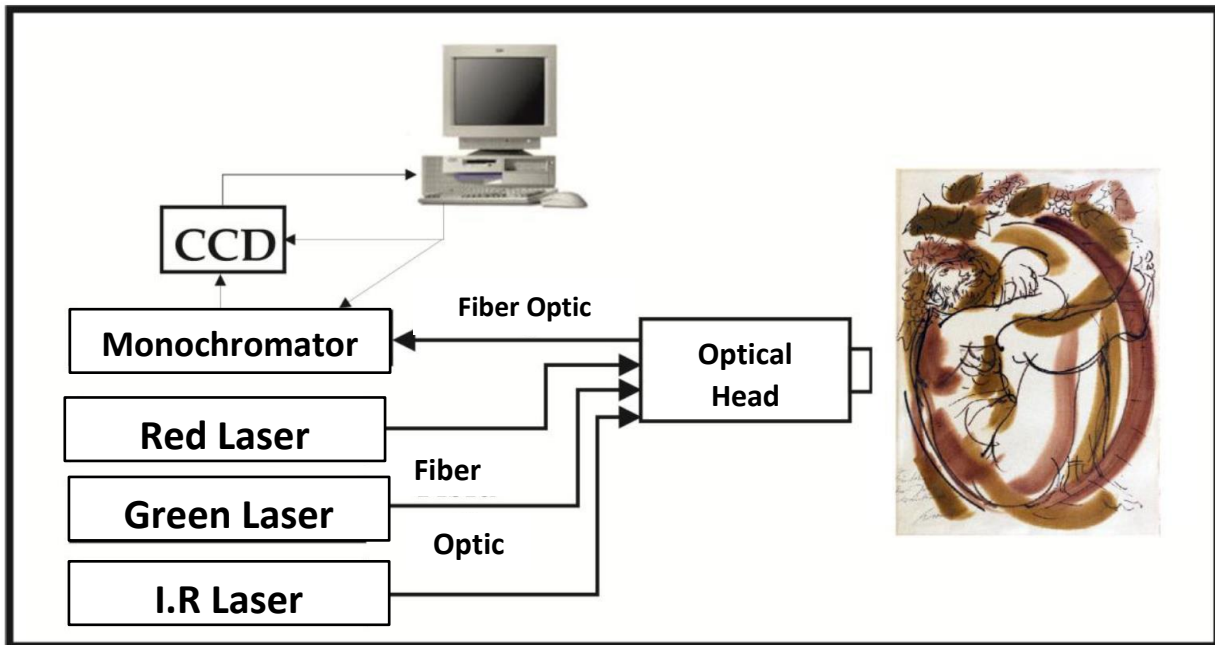 CCD
Fiber Optic
Monochromator
Optical
Head
Red Laser
Fiber
Green Laser
Optic
I.R Laser